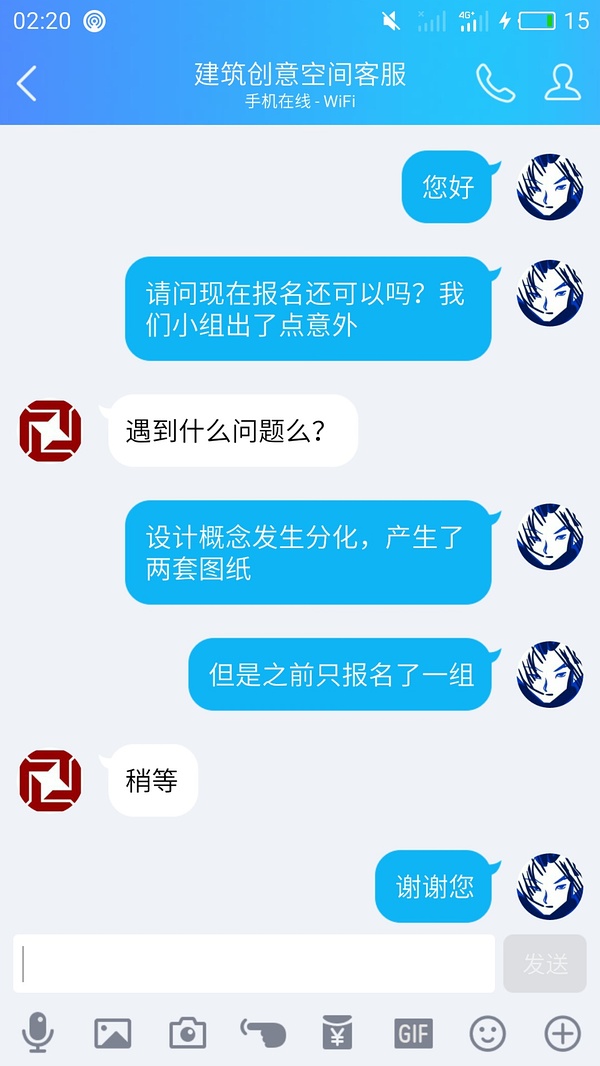 02:20
4G+
15
建筑创意空间客服
手机在线 - WiFi
您好
请问现在报名还可以吗？我
们小组出了点意外
遇到什么问题么？
设计概念发生分化，产生了
两套图纸
但是之前只报名了一组
稍等
谢谢您
发送
¥
GIF